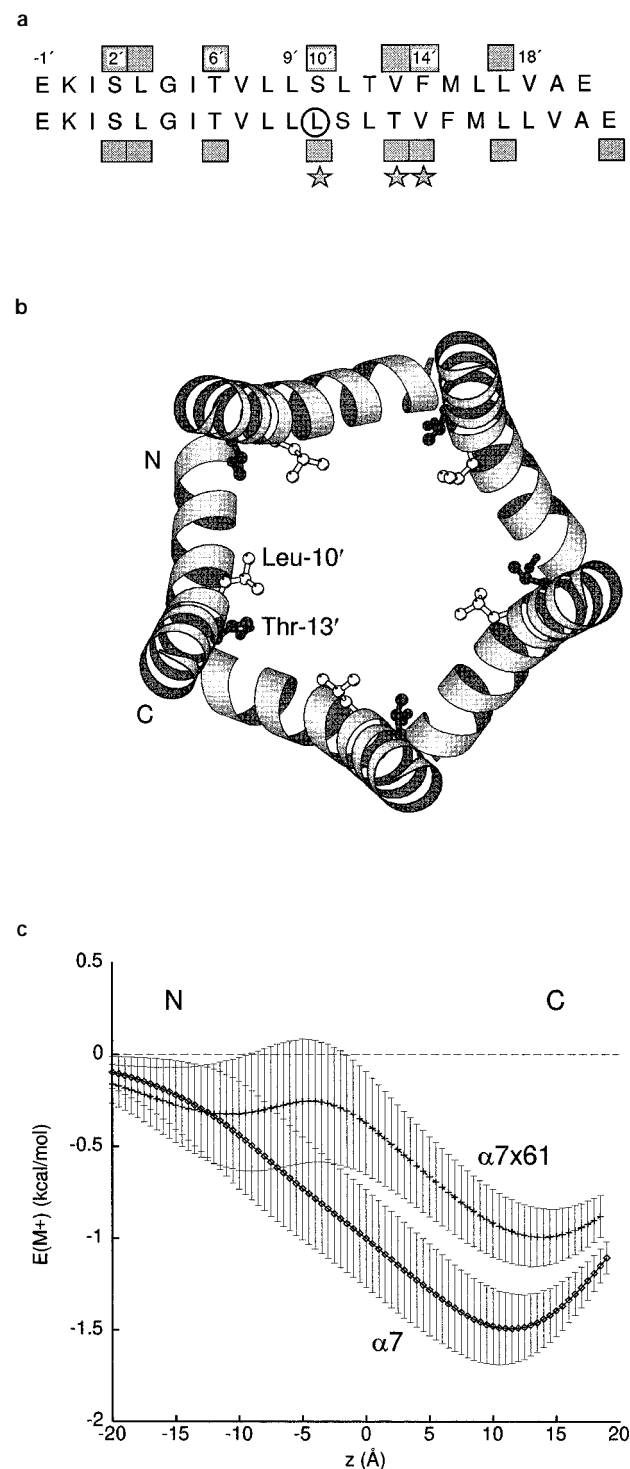 a
-1´ 2´ 6´ 9´ 10´ 14´ 18´
E K I S L G I T V L L S L T V F M L L V A E
E K I S L G I T V L L L S L T V F M L L V A E
b
N
Leu-10′
Thr-13′
C
c
0.5
N C
0
-0.5
α7x61
E(M+) (kcal/mol)
-1
-1.5
α7
-2
-20 -15 -10 -5 0 5 10 15 20
z (Å)